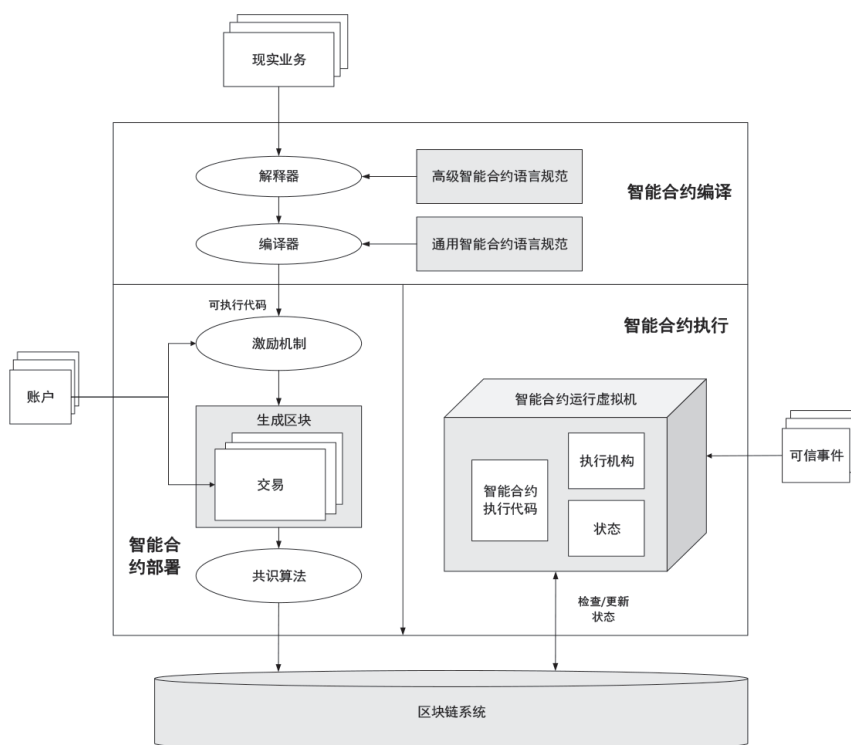 现实业务
解释器
高级智能合约语言规范
智能合约编译
编译器
通用智能合约语言规范
可执行代码
激励机制
智能合约执行
账户
生成区块
交易
智能合约运行虚拟机
执行机构
智能合约
执行代码
状态
可信事件
智能合
约部署
共识算法
检查/更新
状态
区块链系统